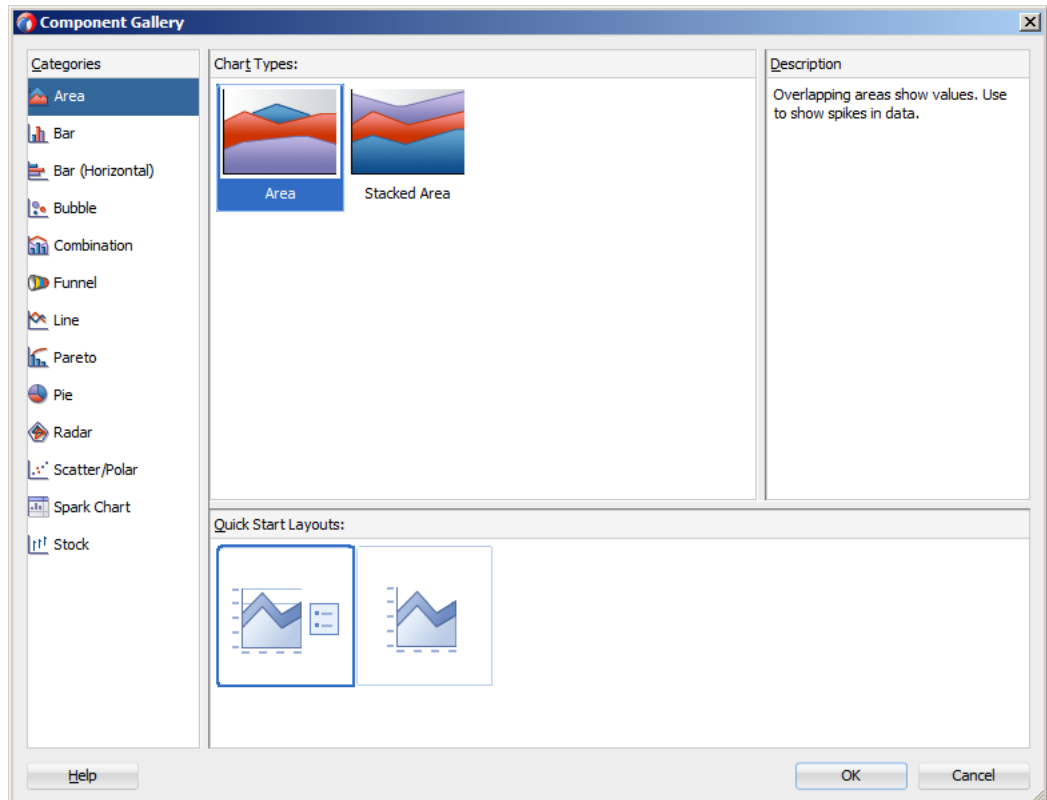 Component Gallery
Categories
Area
Bar
Bar (Horizontal)
Bubble
Combination
Funnel
Line
Pareto
Pie
Radar
Scatter/Polar
Spark Chart
Stock
Chart Types:
Area
Stacked Area
Description
Overlapping areas show values. Use
to show spikes in data.
Quick Start Layouts:
Help
OK
Cancel